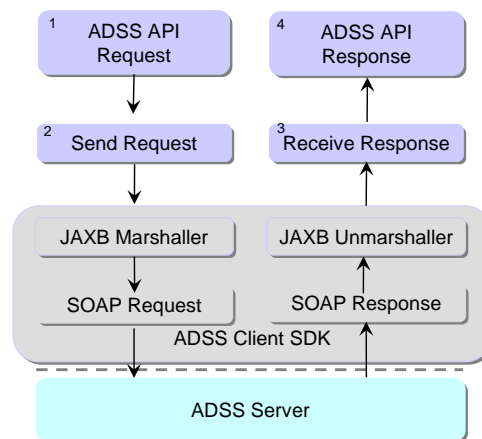 1
ADSS API
Request
4
ADSS API
Response
2
Send Request
3
Receive Response
JAXB Marshaller
JAXB Unmarshaller
SOAP Request
SOAP Response
ADSS Client SDK
ADSS Server